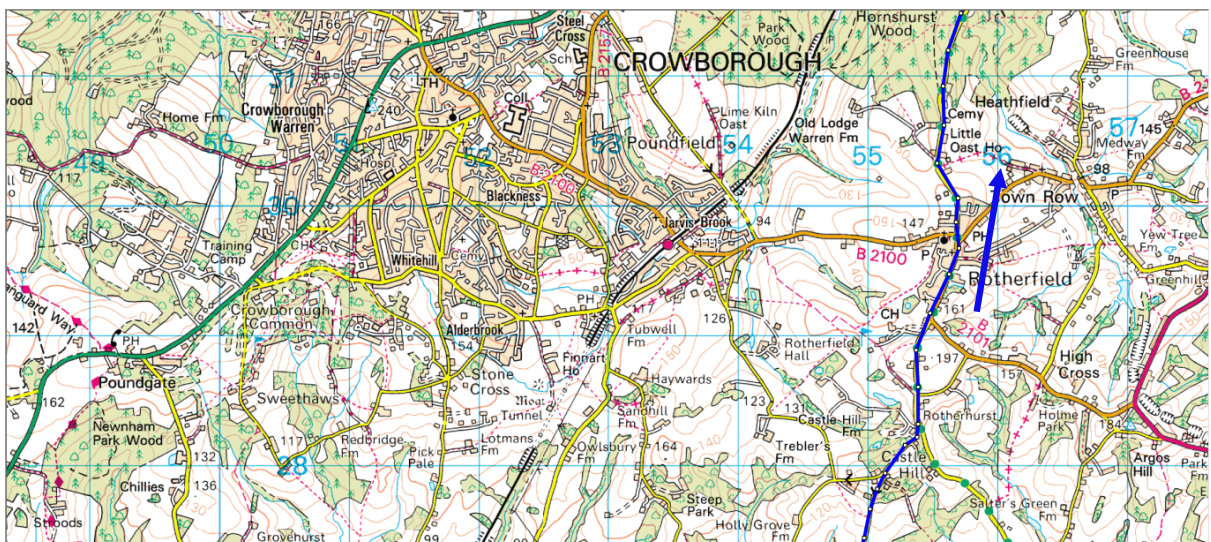 166
Steel
Cross
Sch
B 2157
CROWBOROUGH
Park
Wood
Hornshurst
Wood
Greenhouse
Fm
51
TH
Coll
240
Crowborough
Warren
Home Fm
50
49
117
Hosp
52
53
Poundfield
Lime Kiln
Oast
54
Old Lodge
Warren Fm
55
Heathfield
Cemy
Little
Oast Ho
56
57
145
Medway
Fm
98
P
Blackness
B 2100
30
Jarvis Brook
94
147
PH
P
Town Row
Rotherfield
Yew Tree
Fm
Greenhill
Training
Camp
CH
Whitehill
Cemy
B 2100
Vanguard Way
142
PH
Poundgate
162
Crowborough
Common
PH
Alderbrook
154
Stone
Cross
Finnart
Ho
Tubwell
Fm
126
Rotherfield
Hall
CH
161
B
2101
197
157
High
Cross
Sweethaws
Newnham
Park Wood
117
28
Redbridge
Fm
Pick
Pale
Moat
Tunnel
Lotmans
Haywards
Sandhill
Fm
Owlsbury
Fm
164
123
131
Castle Hill
Fm
Trebler's
Fm
Rotherhurst
Castle
Hill
Holme
Park
184
Argos
Hill
Park
Fm
132
136
Chillies
Stroods
Grovehurst
99
Steep
Park
Holly Grove
Salter's Green
Fm